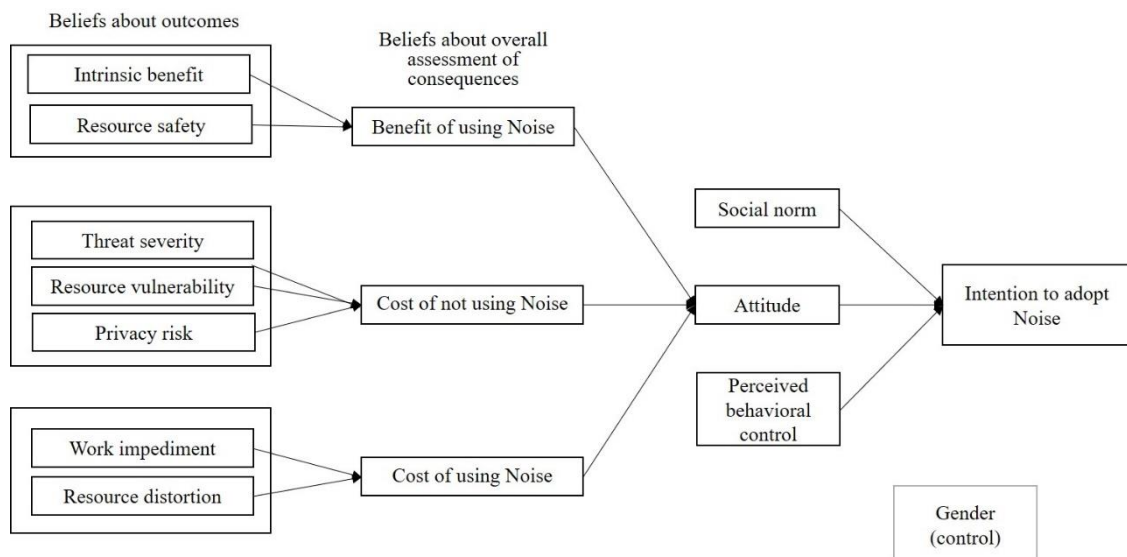 Beliefs about outcomes
Intrinsic benefit
Resource safety
Beliefs about overall
assessment of
consequences
Benefit of using Noise
Threat severity
Resource vulnerability
Privacy risk
Cost of not using Noise
Work impediment
Resource distortion
Cost of using Noise
Social norm
Attitude
Perceived
behavioral
control
Intention to adopt
Noise
Gender
(control)